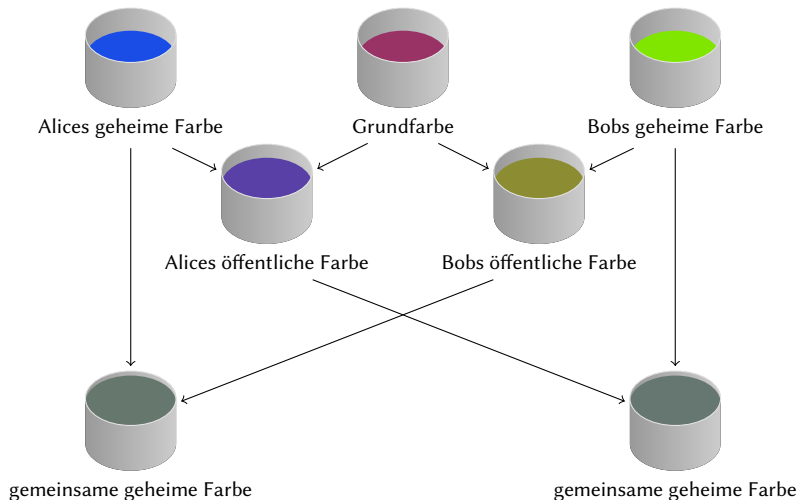 Alices geheime Farbe
Grundfarbe
Bobs geheime Farbe
Alices öffentliche Farbe
Bobs öffentliche Farbe
gemeinsame geheime Farbe
gemeinsame geheime Farbe